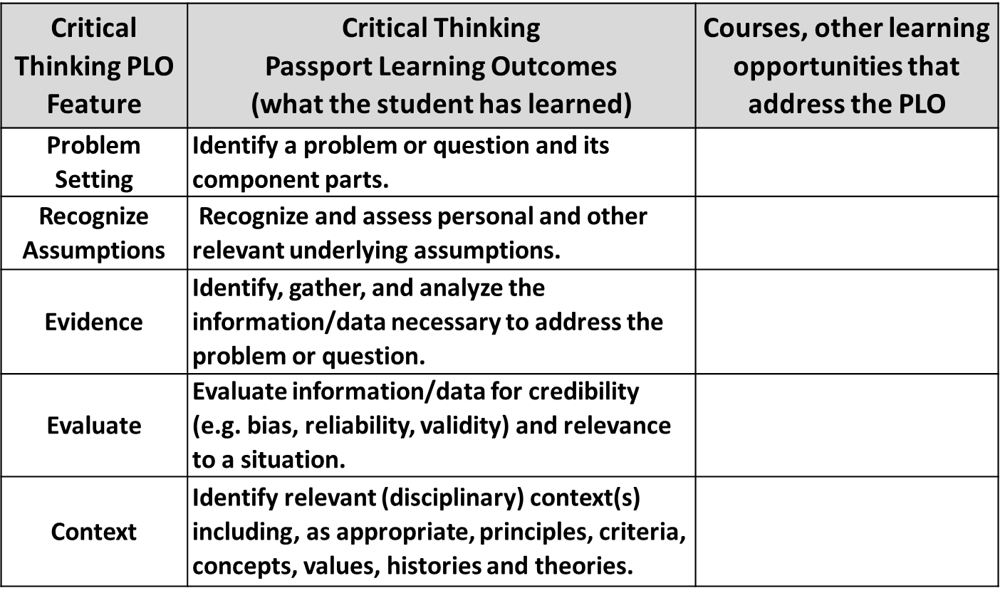 Critical
Thinking PLO
Feature
Critical Thinking
Passport Learning Outcomes
(what the student has learned)
Courses, other learning
opportunities that
address the PLO
Problem
Setting
Identify a problem or question and its
component parts.
Recognize
Assumptions
Recognize and assess personal and other
relevant underlying assumptions.
Evidence
Identify, gather, and analyze the
information/data necessary to address the
problem or question.
Evaluate
Evaluate information/data for credibility
(e.g. bias, reliability, validity) and relevance
to a situation.
Context
Identify relevant (disciplinary) context(s)
including, as appropriate, principles, criteria,
concepts, values, histories and theories.